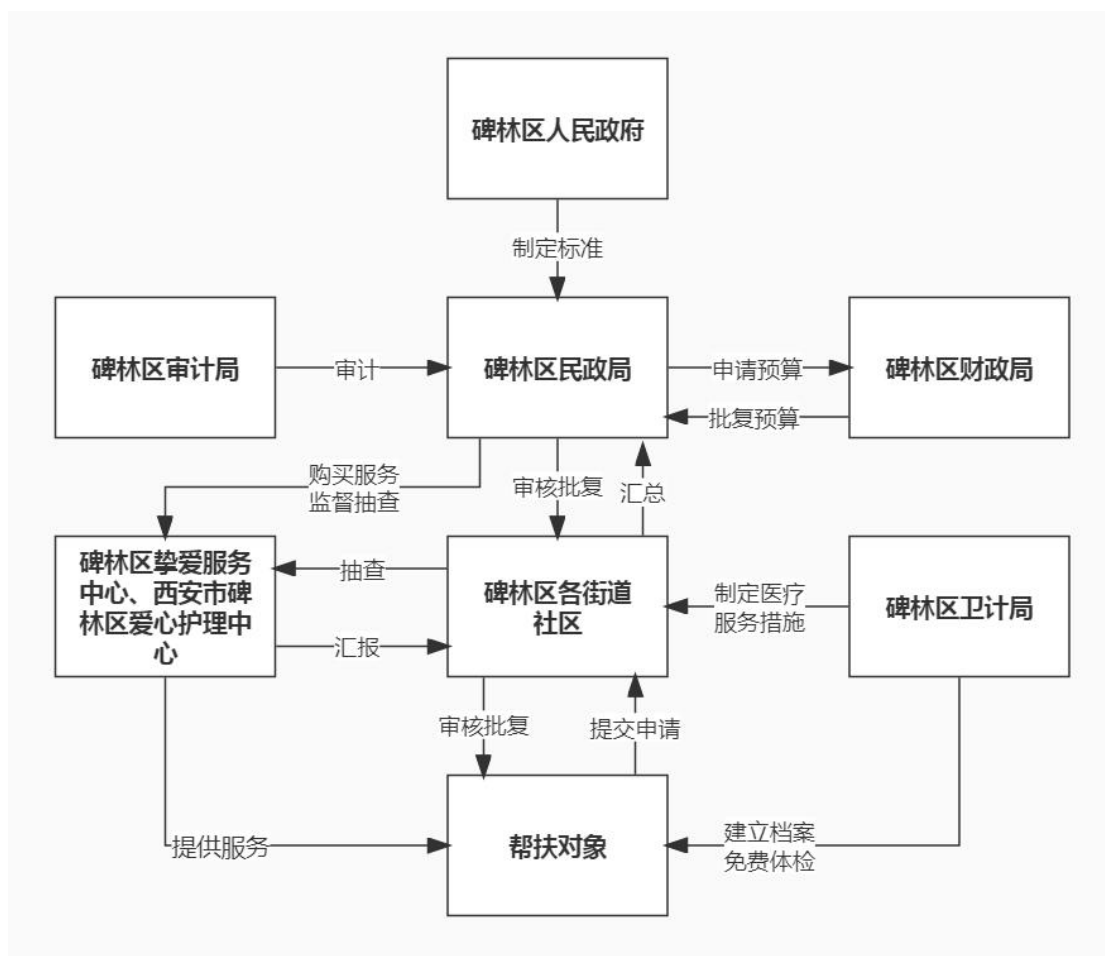 碑林区人民政府
制定标准
碑林区审计局
审计
碑林区民政局
申请预算
碑林区财政局
批复预算
购买服务
监督抽查
审核批复
汇总
碑林区挚爱服务
中心、西安市碑
林区爱心护理中
心
抽查
汇报
碑林区各街道
社区
制定医疗
服务措施
碑林区卫计局
审核批复
提交申请
提供服务
帮扶对象
建立档案
免费体检